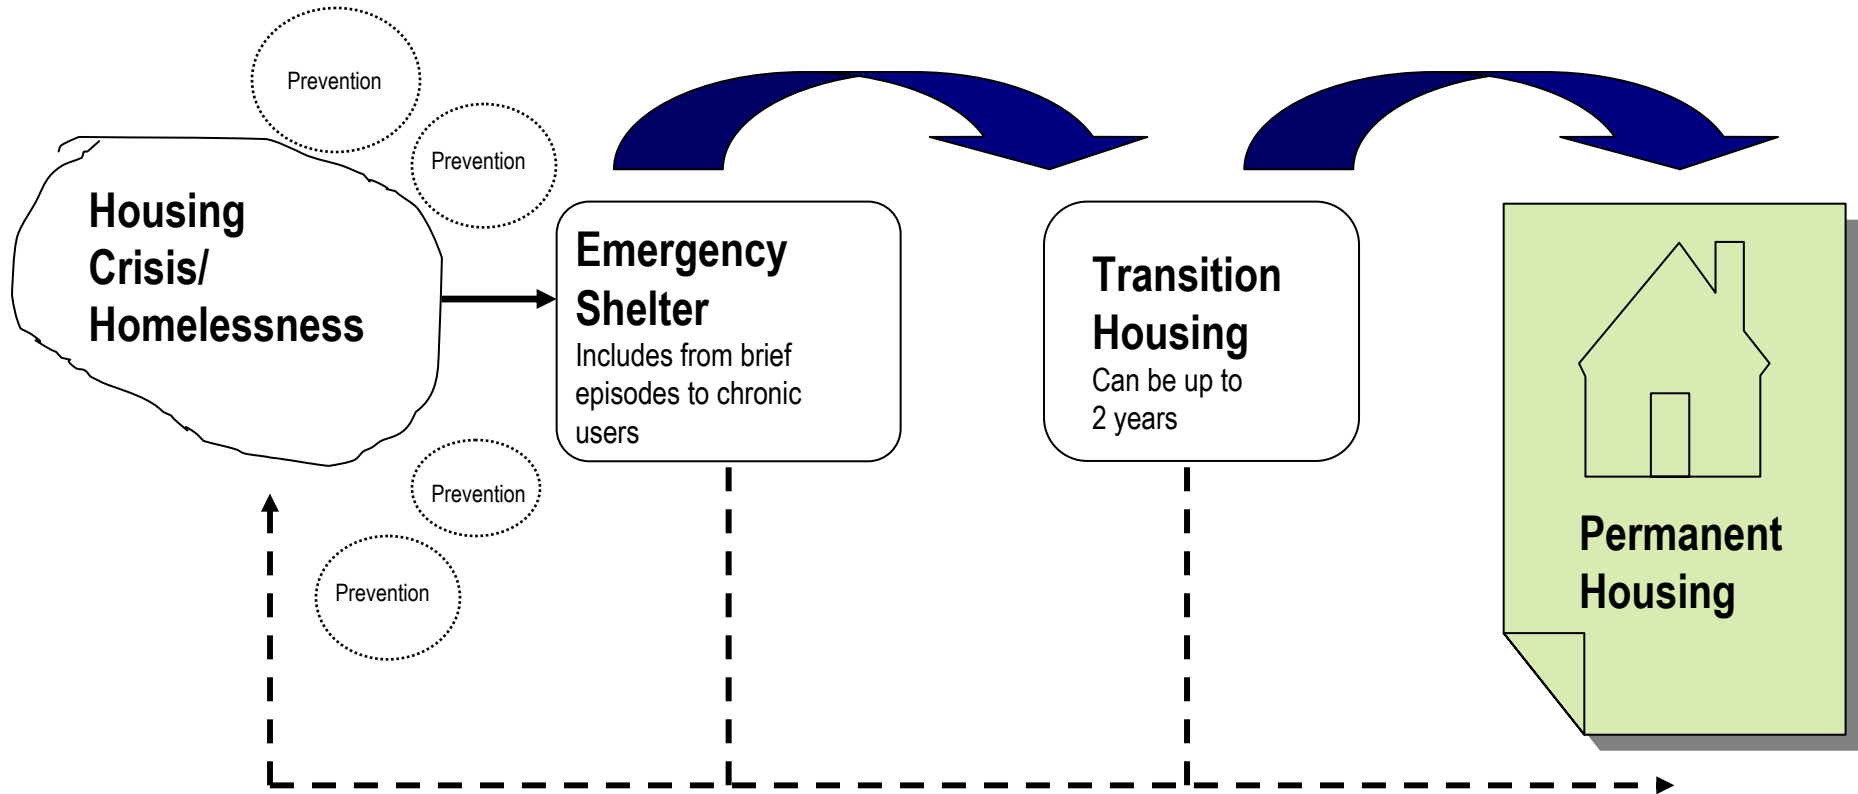 Prevention
Prevention
Housing
Crisis/
Homelessness
Emergency
Shelter
Includes from brief
episodes to chronic
users
Transition
Housing
Can be up to
2 years
Prevention
Prevention
Permanent
Housing